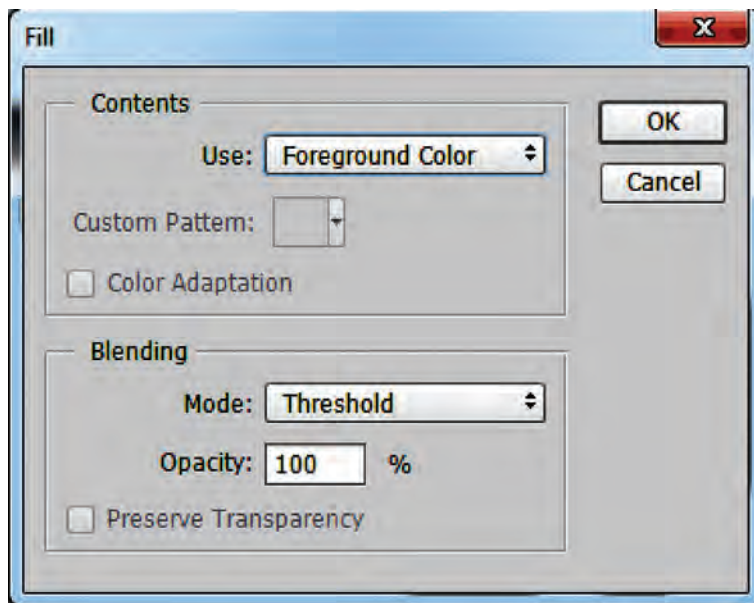 Fill
Contents
OK
Use: Foreground Color
Cancel
Custom Pattern:
Color Adaptation
Blending
Mode: Threshold
Opacity: 100 %
Preserve Transparency